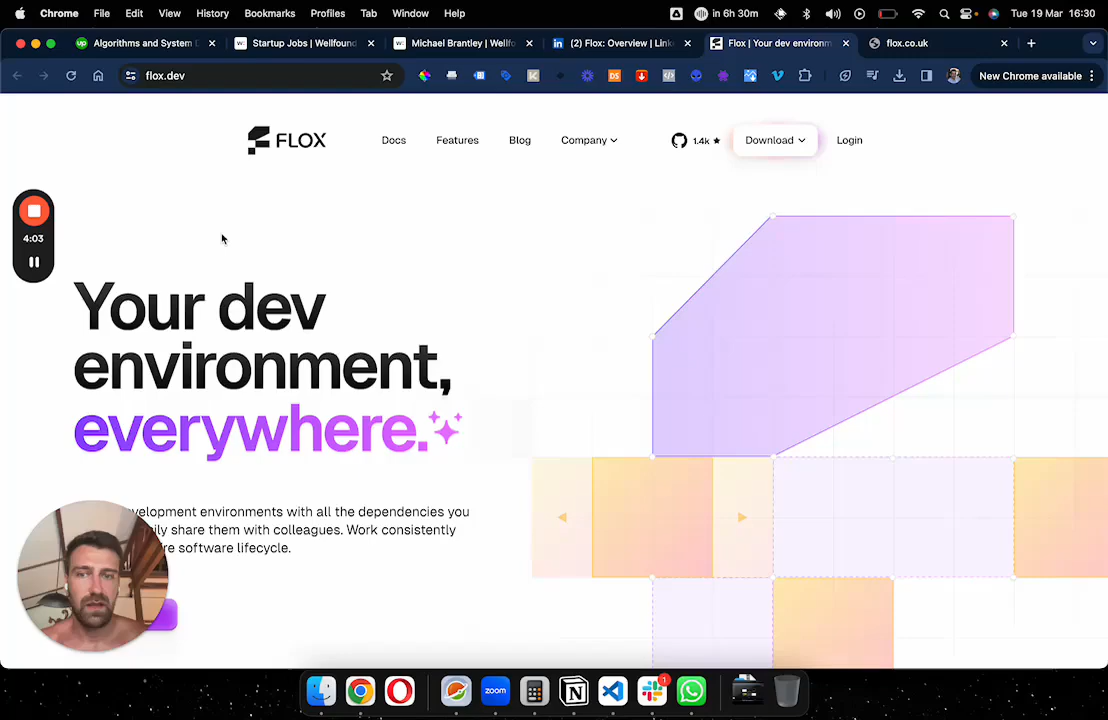 Chrome File Edit View History Bookmarks Profiles Tab Window Help in 6h 30m Tue 19 Mar 16:30
Algorithms and System D Startup Jobs | Wellfound Michael Brantley | Wellfo (2) Flox: Overview | Linke Flox | Your dev environm flox.co.uk
flox.dev New Chrome available
FLOX Docs Features Blog Company 1.4k Download Login
4:03
Your dev
environment,
everywhere.
velopment environments with all the dependencies you
ily share them with colleagues. Work consistently
re software lifecycle.
zoom
1